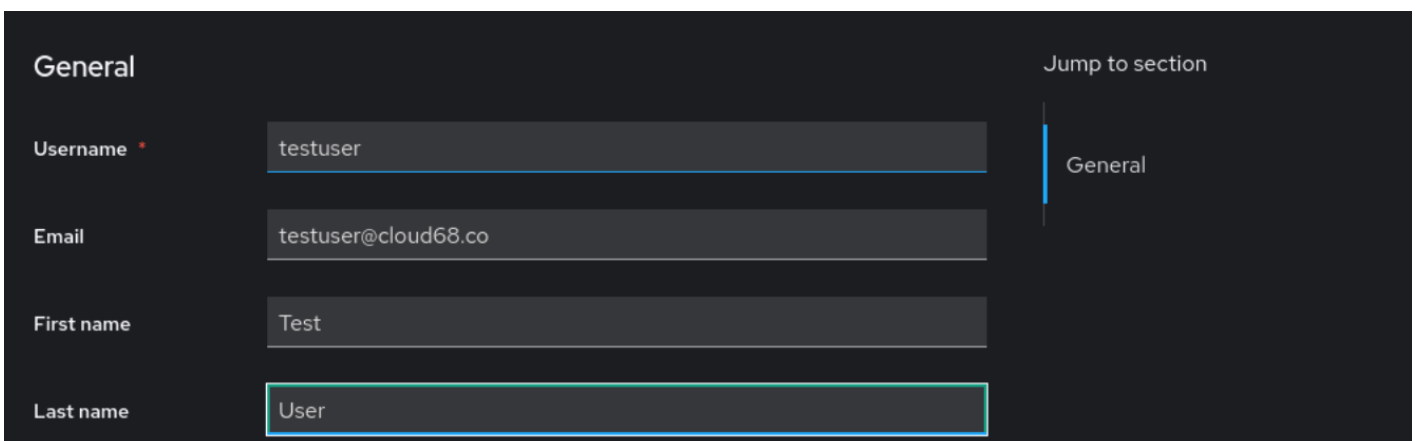 General
Jump to section
Username *
testuser
General
Email
testuser@cloud68.co
First name
Test
Last name
User